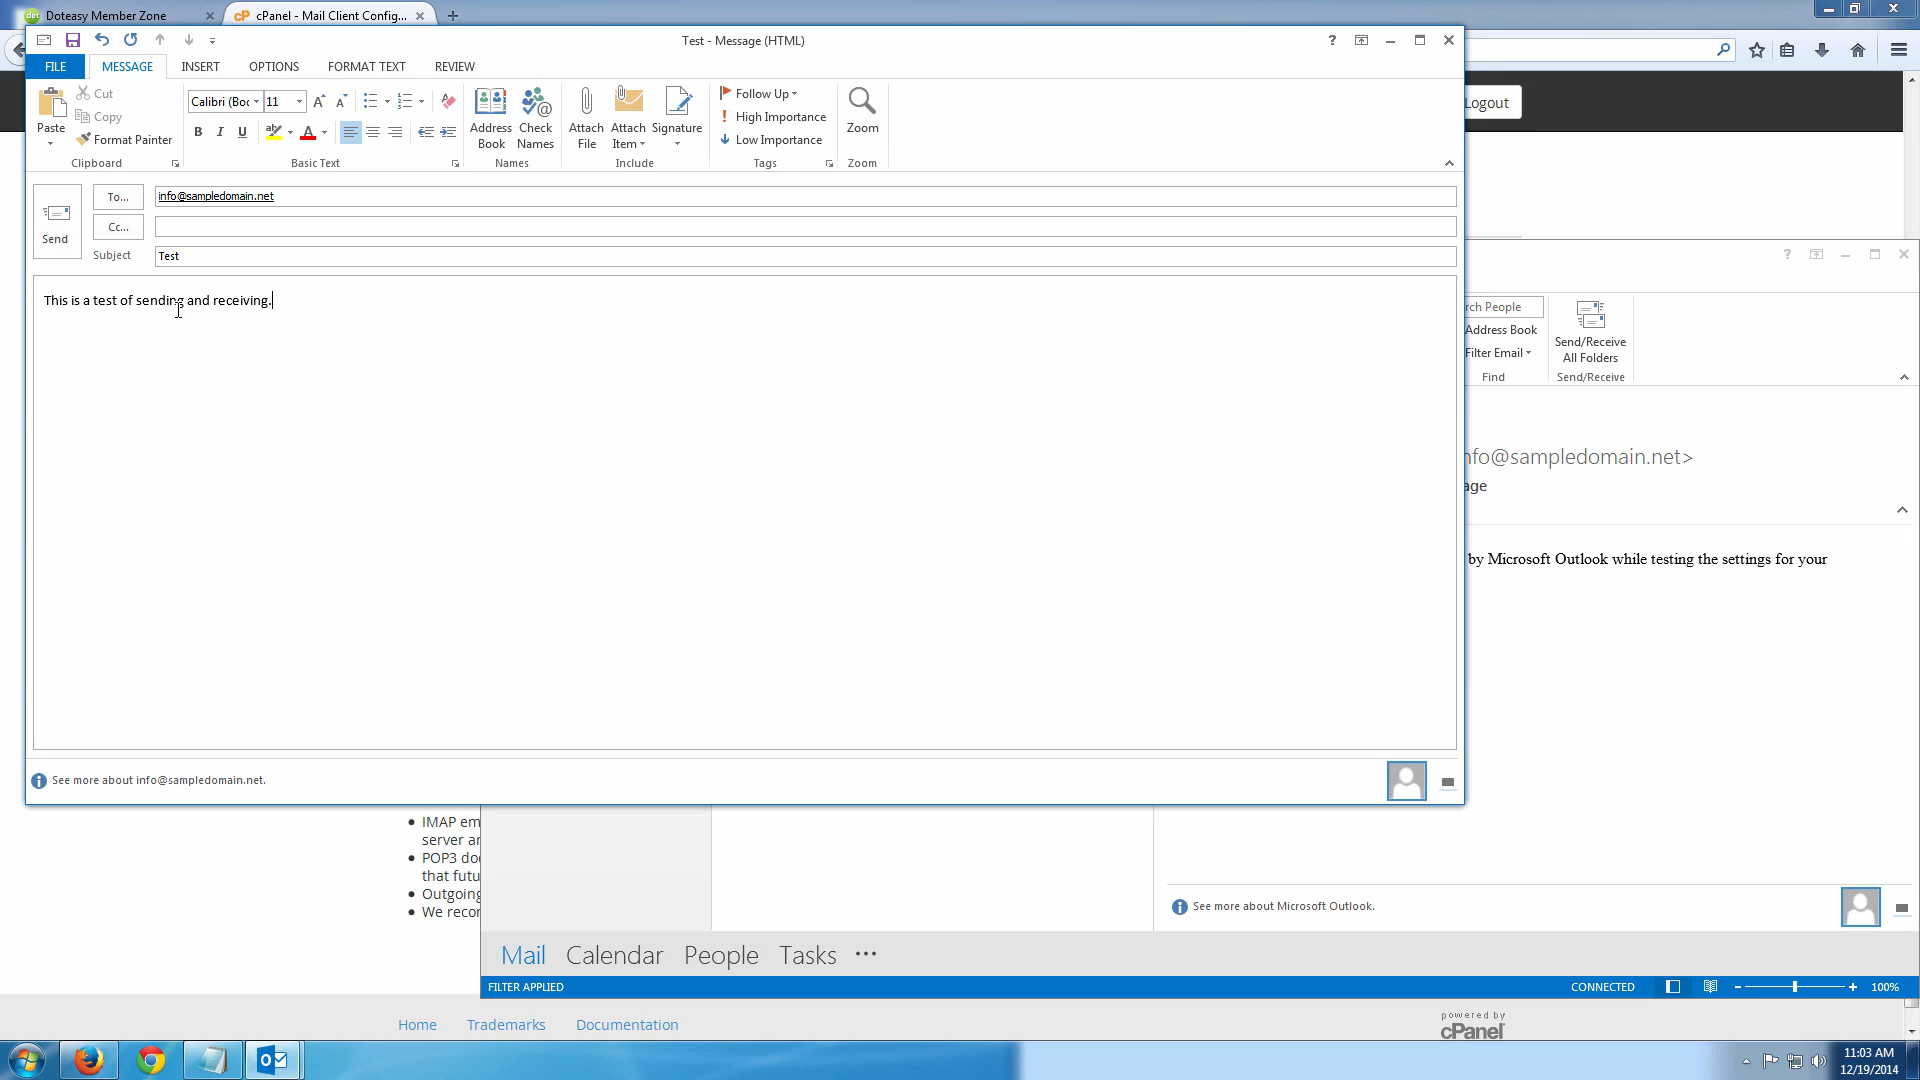 Doteasy Member Zone
cP cPanel - Mail Client Config...
Test - Message (HTML)
FILE MESSAGE INSERT OPTIONS FORMAT TEXT REVIEW
Paste
Cut
Copy
Format Painter
Clipboard
Calibri (Boc 11
B I U A
Basic Text
Address Book
Check Names
Names
Attach File
Attach Item
Signature
Include
Follow Up
High Importance
Low Importance
Tags
Zoom
Zoom
Logout
Send
To... info@sampledomain.net
Cc...
Subject Test
This is a test of sending and receiving.
rch People
Address Book
Filter Email
Find
Send/Receive
All Folders
Send/Receive
nfo@sampledomain.net>
age
by Microsoft Outlook while testing the settings for your
See more about info@sampledomain.net.
IMAP em
server ar
POP3 doe
that futu
Outgoing
We recor
See more about Microsoft Outlook.
Mail Calendar People Tasks ...
FILTER APPLIED CONNECTED 100%
Home Trademarks Documentation
powered by
cPanel
11:03 AM
12/19/2014